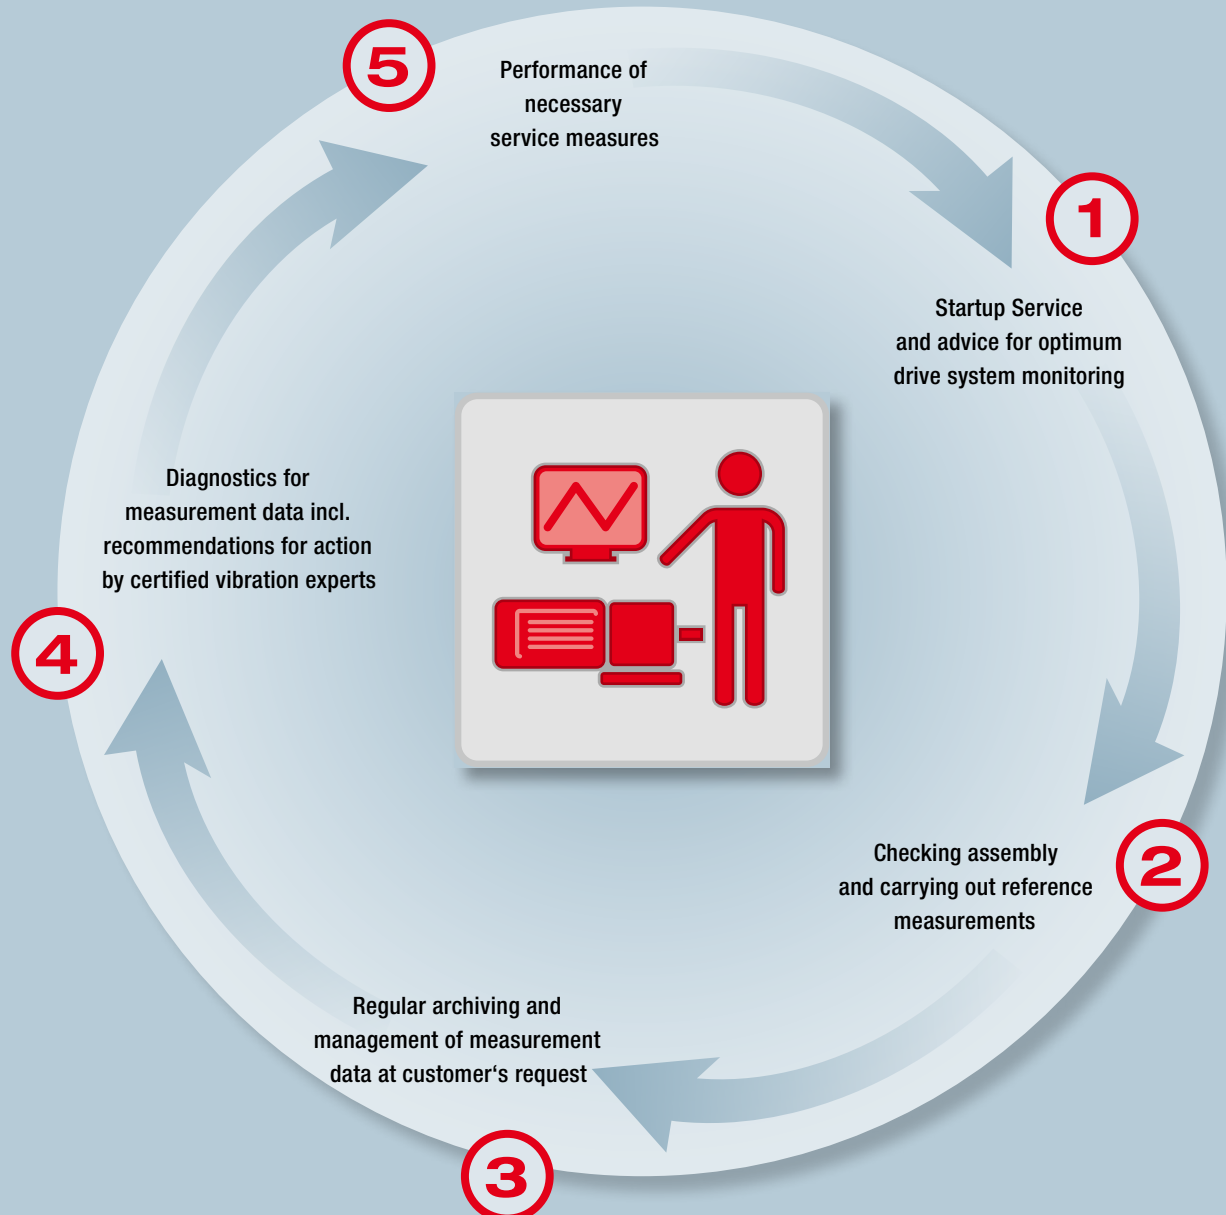 5
Performance of
necessary
service measures
1
Startup Service
and advice for optimum
drive system monitoring
2
Checking assembly
and carrying out reference
measurements
3
Regular archiving and
management of measurement
data at customer‘s request
4
Diagnostics for
measurement data incl.
recommendations for action
by certified vibration experts